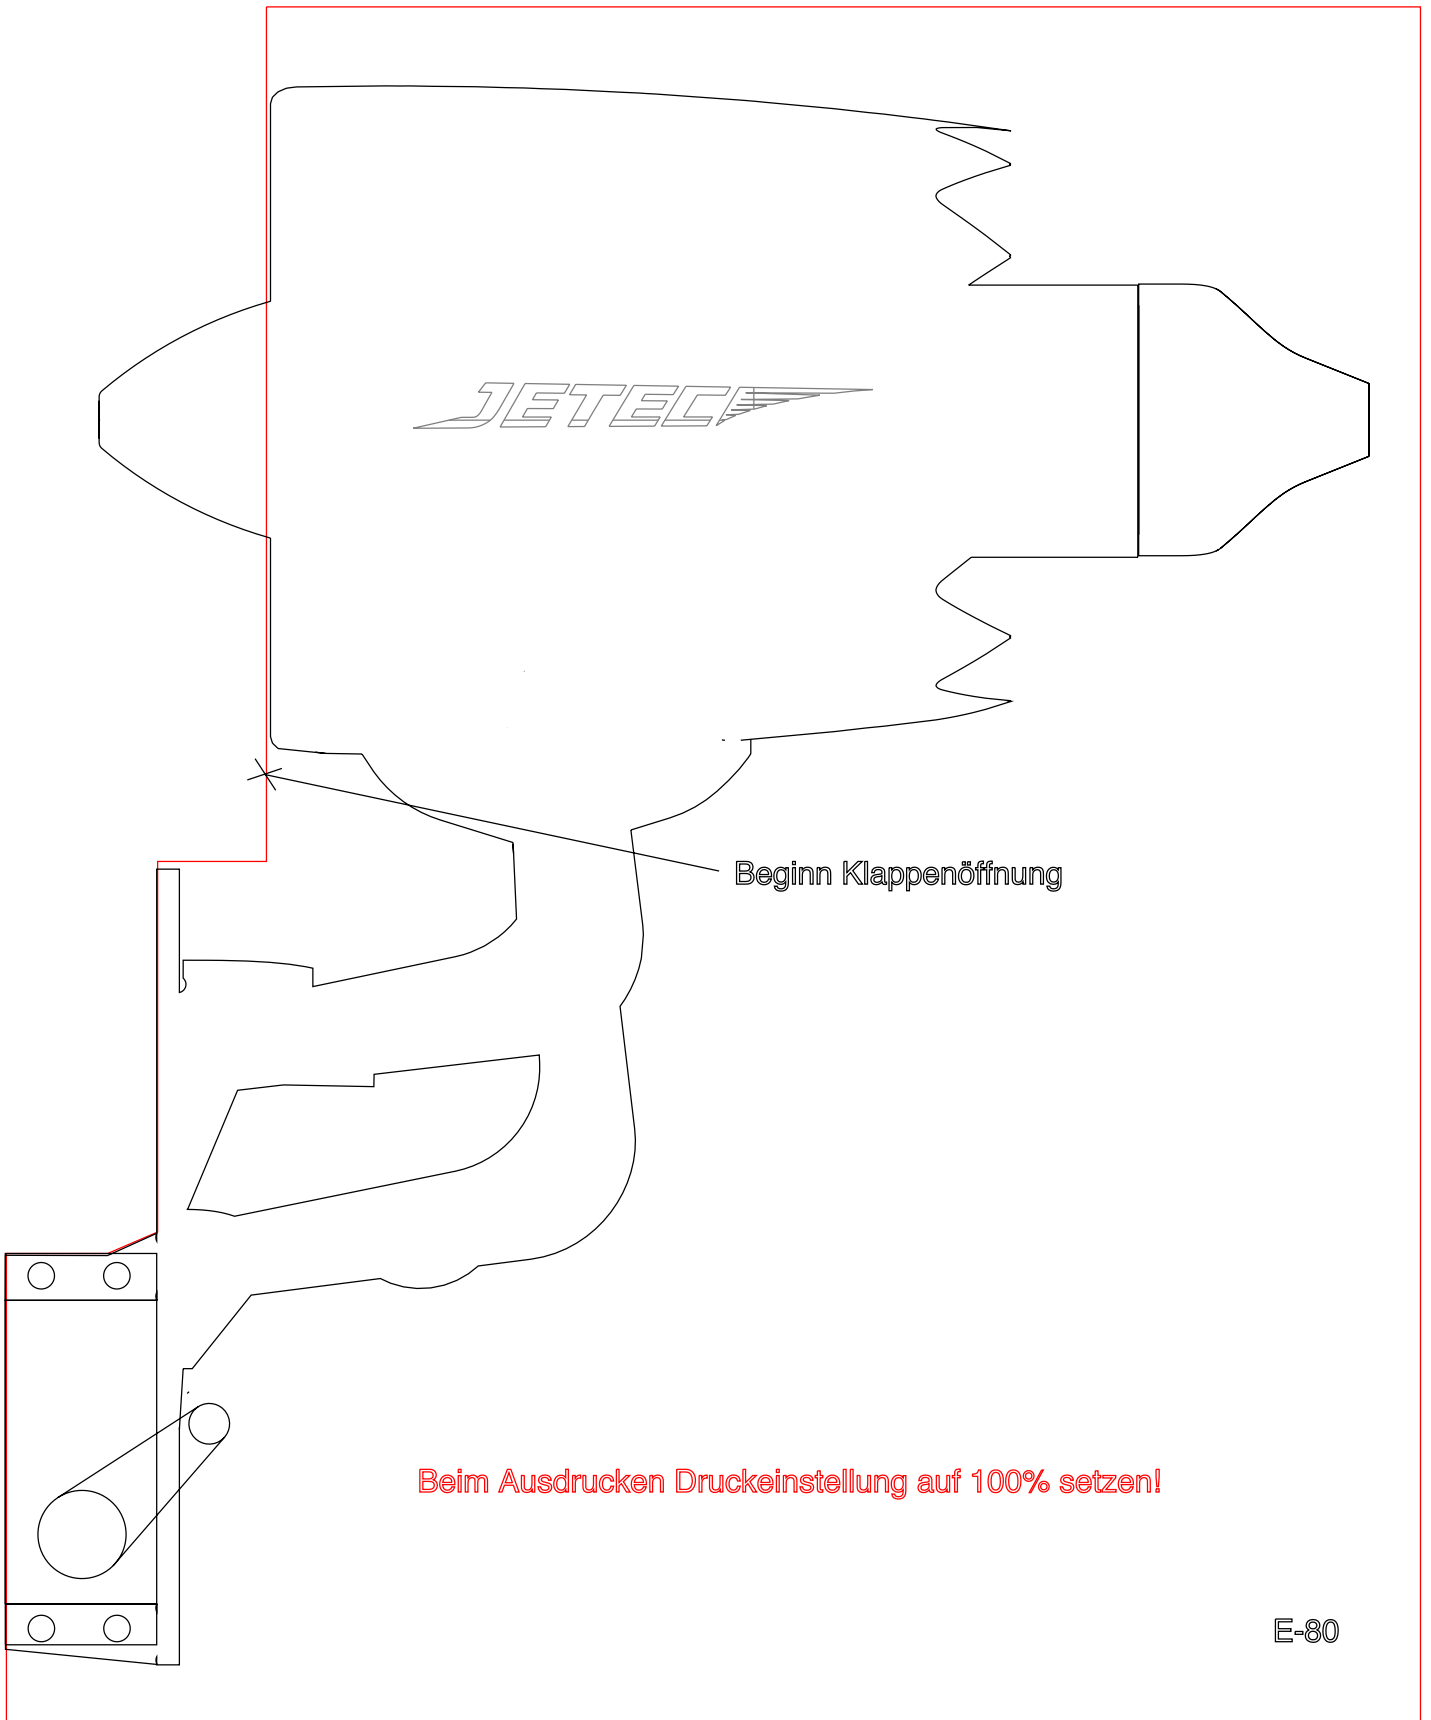 JETEC
Beginn Klappenöffnung
Beim Ausdrucken Druckeinstellung auf 100% setzen!
E-80